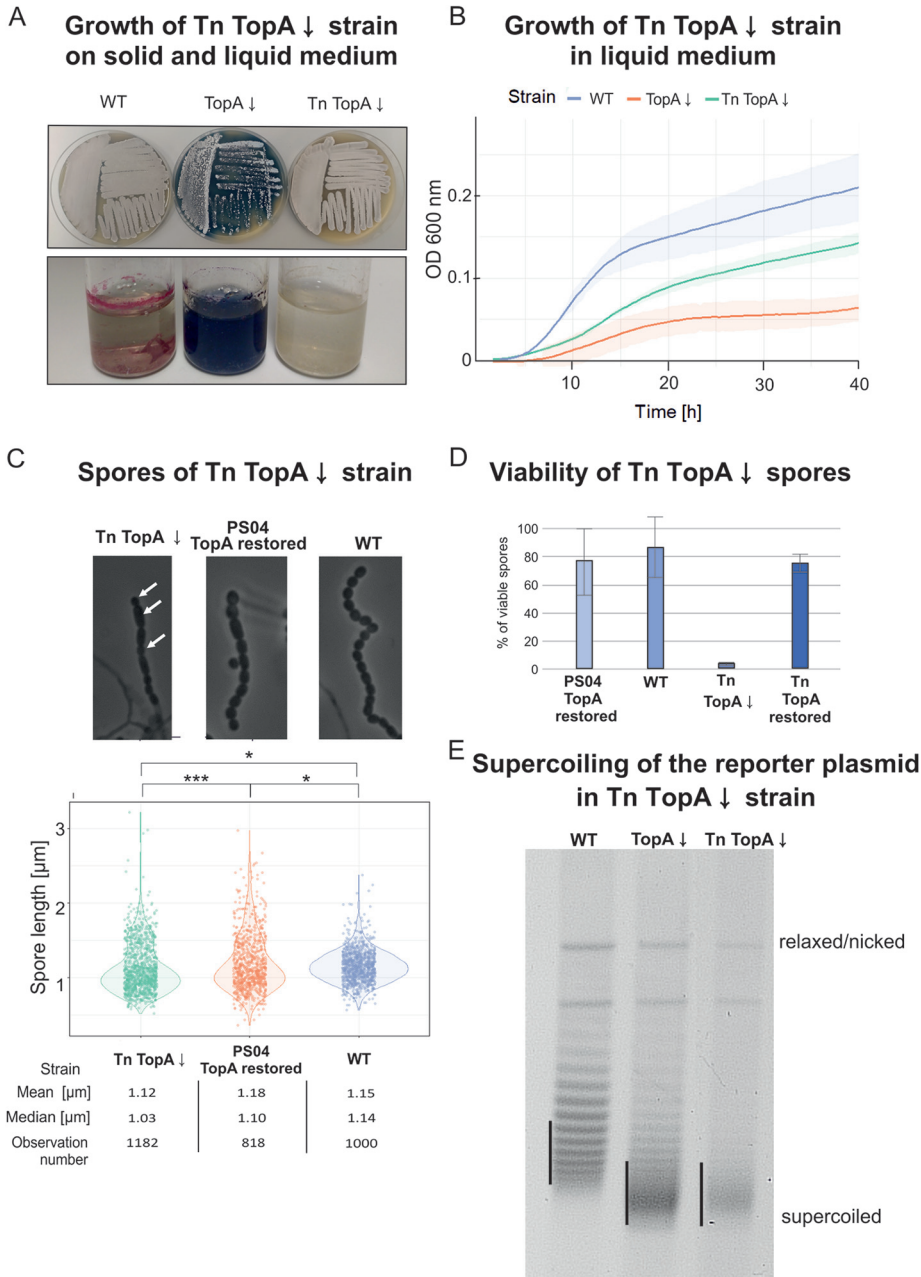 A
Growth of Tn TopA ↓ strain
on solid and liquid medium
WT TopA ↓ Tn TopA ↓
B
Growth of Tn TopA ↓ strain
in liquid medium
Strain WT TopA ↓ Tn TopA ↓
OD 600 nm
0.2
0.1
0
10 20 30 40
Time [h]
C
Spores of Tn TopA ↓ strain
Tn TopA ↓
PS04
TopA restored
WT
*
*** *
Spore length [µm]
3
2
1
Strain Tn TopA ↓ PS04 TopA restored WT
Mean [µm] 1.12 1.18 1.15
Median [µm] 1.03 1.10 1.14
Observation number 1182 818 1000
D
Viability of Tn TopA ↓ spores
% of viable spores
100
80
60
40
20
0
PS04
TopA
restored
WT
Tn
TopA ↓
Tn
TopA
restored
E
Supercoiling of the reporter plasmid
in Tn TopA ↓ strain
WT TopA ↓ Tn TopA ↓
relaxed/nicked
supercoiled